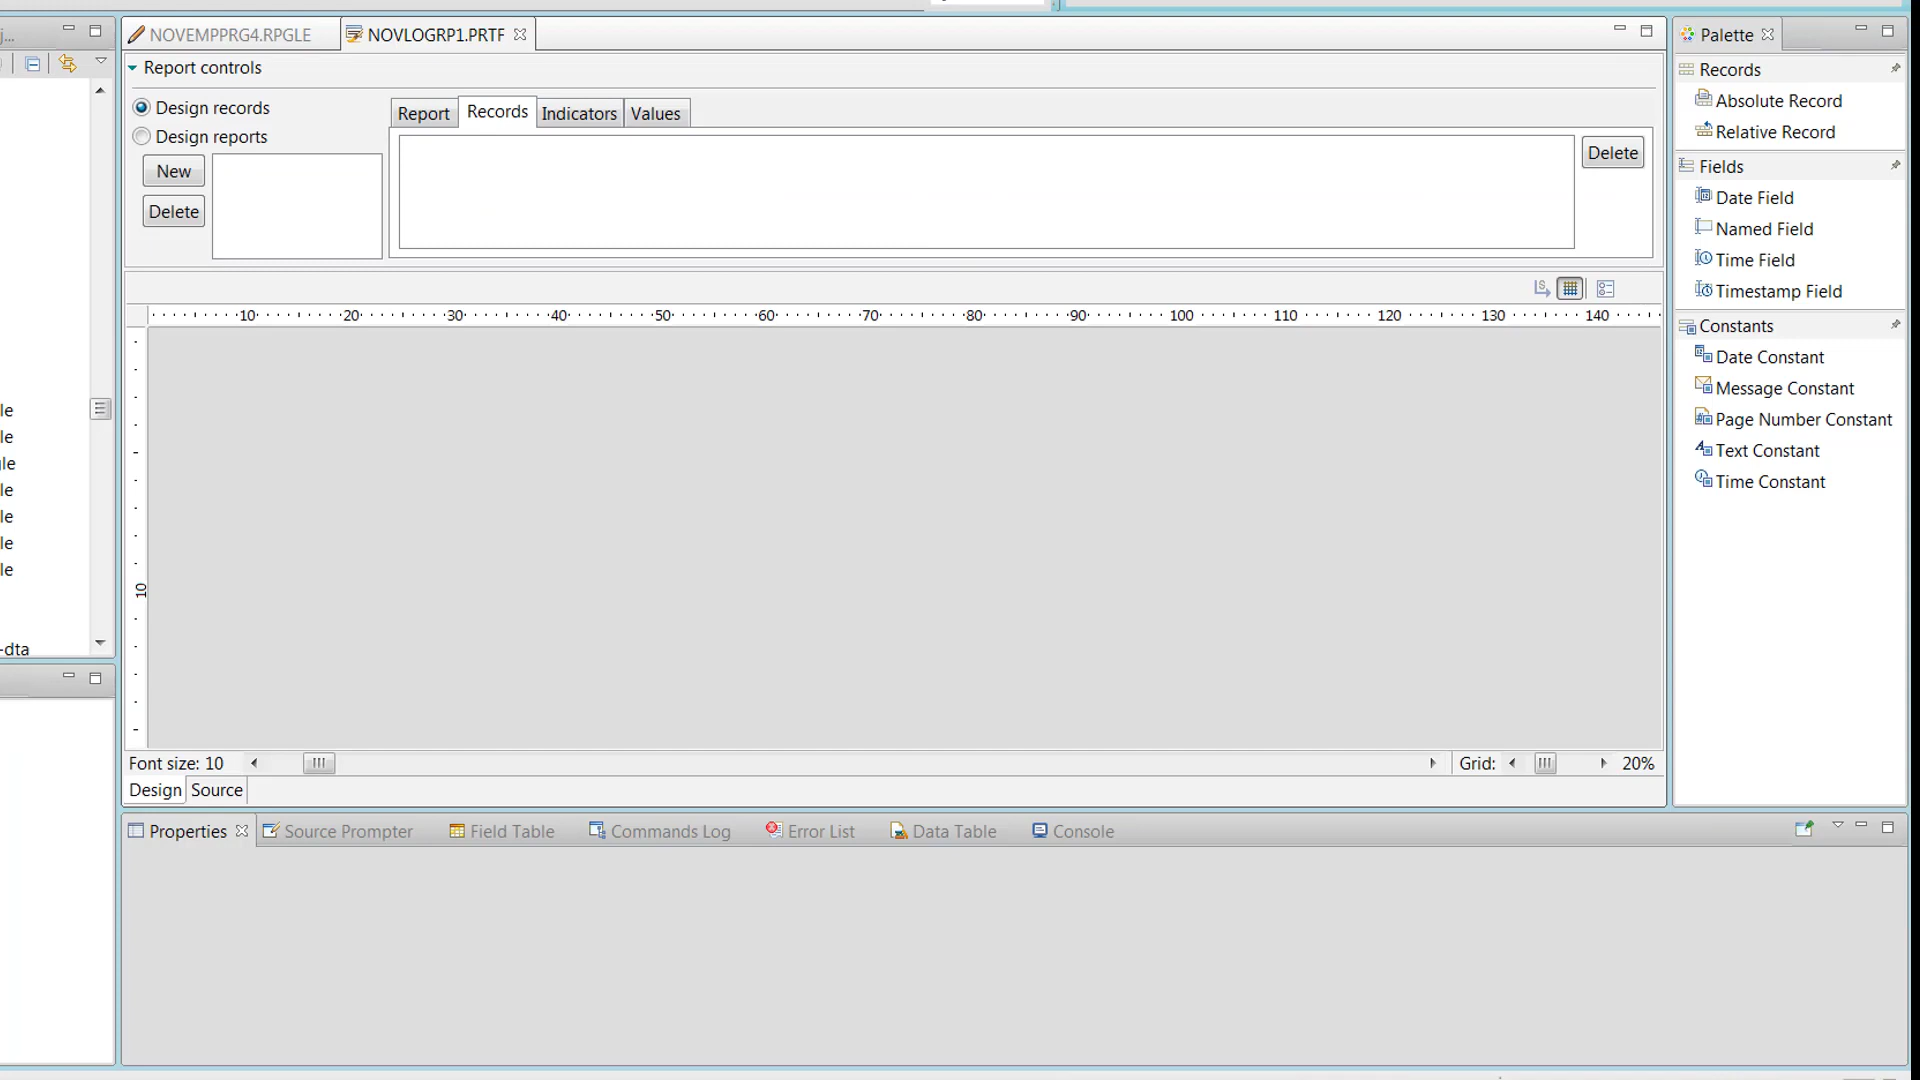 j...
NOVEMPPRG4.RPGLE
NOVLOGRP1.PRTF
Palette
Report controls
Records
Design records
Report
Records
Indicators
Values
Absolute Record
Design reports
Relative Record
New
Delete
Fields
Delete
Date Field
Named Field
Time Field
Timestamp Field
10 20 30 40 50 60 70 80 90 100 110 120 130 140
Constants
Date Constant
Message Constant
le
Page Number Constant
le
Text Constant
gle
Time Constant
le
le
le
le
10
-dta
Font size: 10
Grid:
20%
Design
Source
Properties
Source Prompter
Field Table
Commands Log
Error List
Data Table
Console